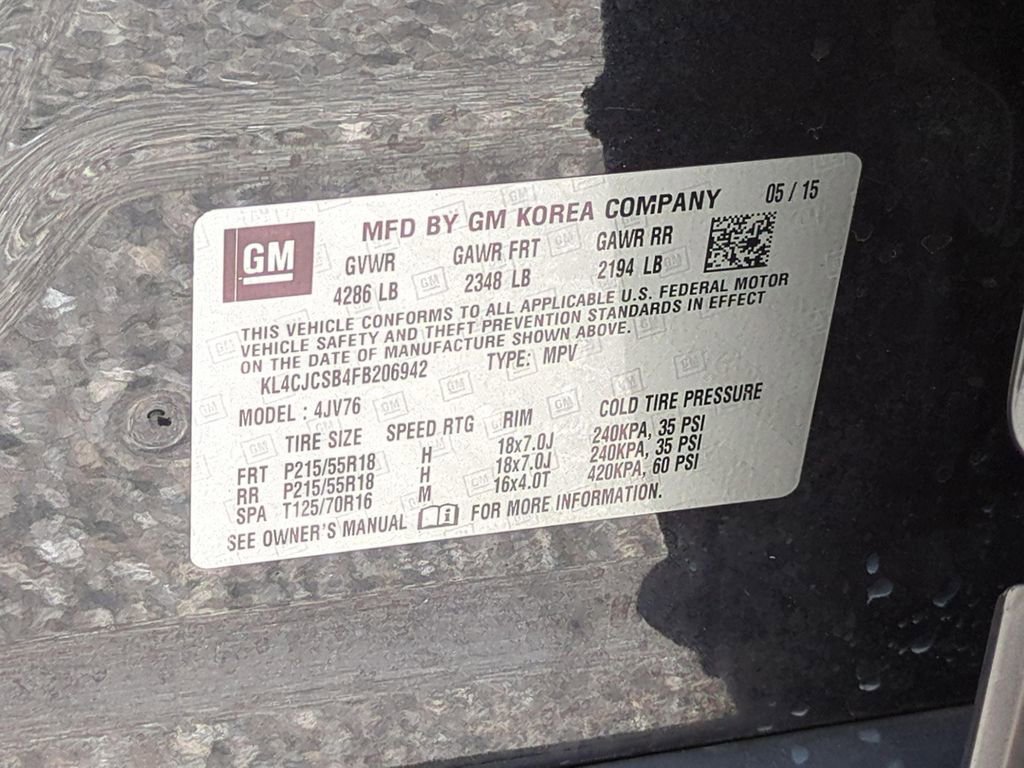 GM
MFD BY GM KOREA COMPANY 05 / 15
GVWR GAWR FRT GAWR RR
4286 LB 2348 LB 2194 LB
THIS VEHICLE CONFORMS TO ALL APPLICABLE U.S. FEDERAL MOTOR
VEHICLE SAFETY AND THEFT PREVENTION STANDARDS IN EFFECT
ON THE DATE OF MANUFACTURE SHOWN ABOVE.
KL4CJCSB4FB206942 TYPE: MPV
MODEL : 4JV76
TIRE SIZE SPEED RTG RIM COLD TIRE PRESSURE
FRT P215/55R18 H 18x7.0J 240KPA, 35 PSI
RR P215/55R18 H 18x7.0J 240KPA, 35 PSI
SPA T125/70R16 M 16x4.0T 420KPA, 60 PSI
SEE OWNER'S MANUAL FOR MORE INFORMATION.